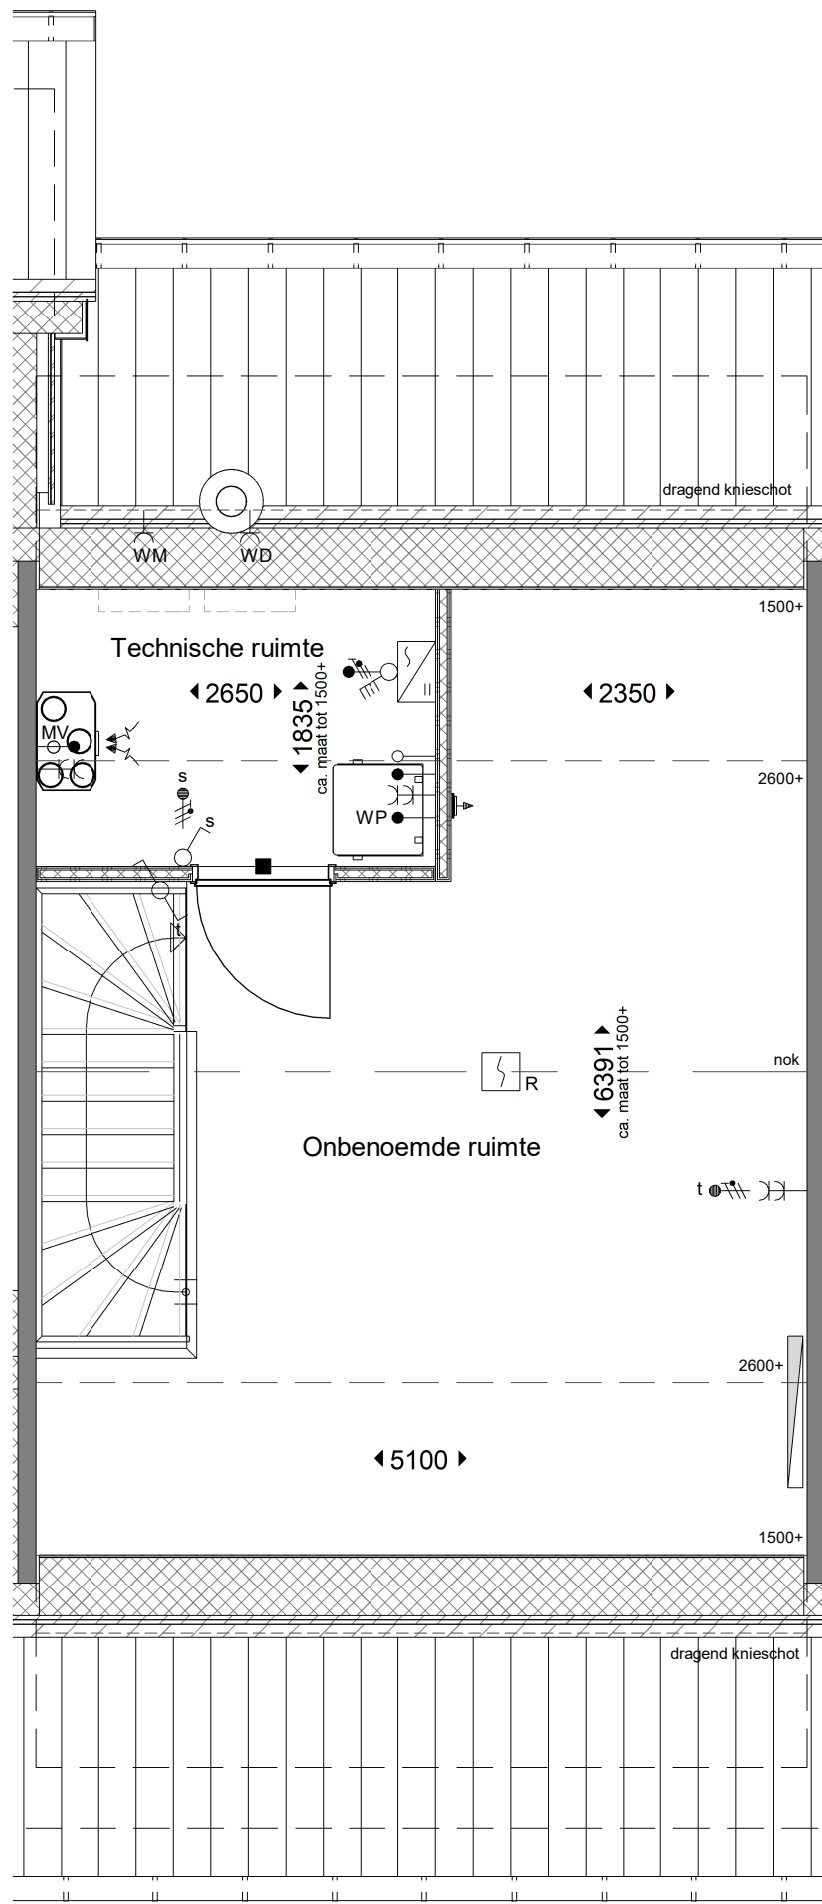 dragend knieschot
WM
WD
1500+
Technische ruimte
2650
1835
ca. maat tot 1500+
2350
MV
2600+
s
WP
s
t
6391
ca. maat tot 1500+
nok
R
Onbenoemde ruimte
t
2600+
5100
1500+
dragend knieschot